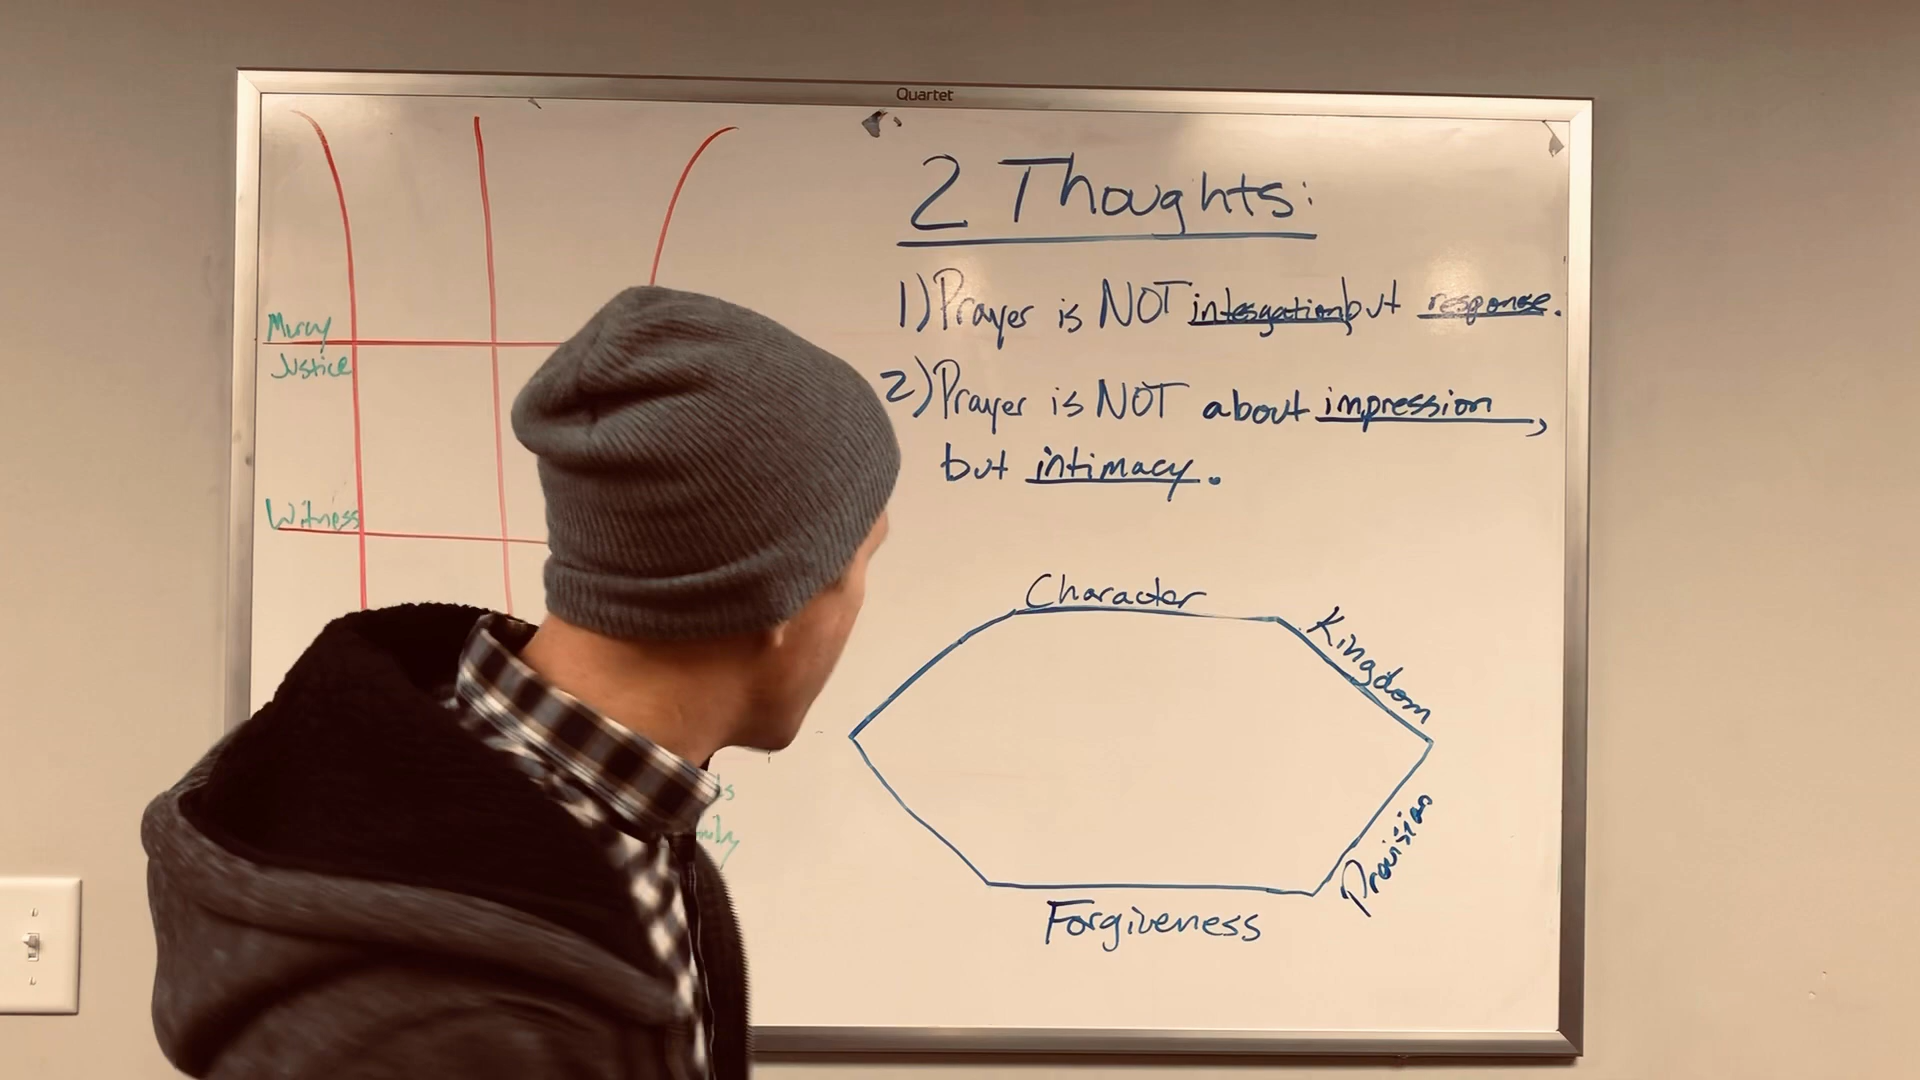 Quartet
2 Thoughts:
1) Prayer is NOT intesgation but response.
2) Prayer is NOT about impression,
but intimacy.
Mercy
Justice
Witness
Character
Kingdom
Provision
Forgiveness